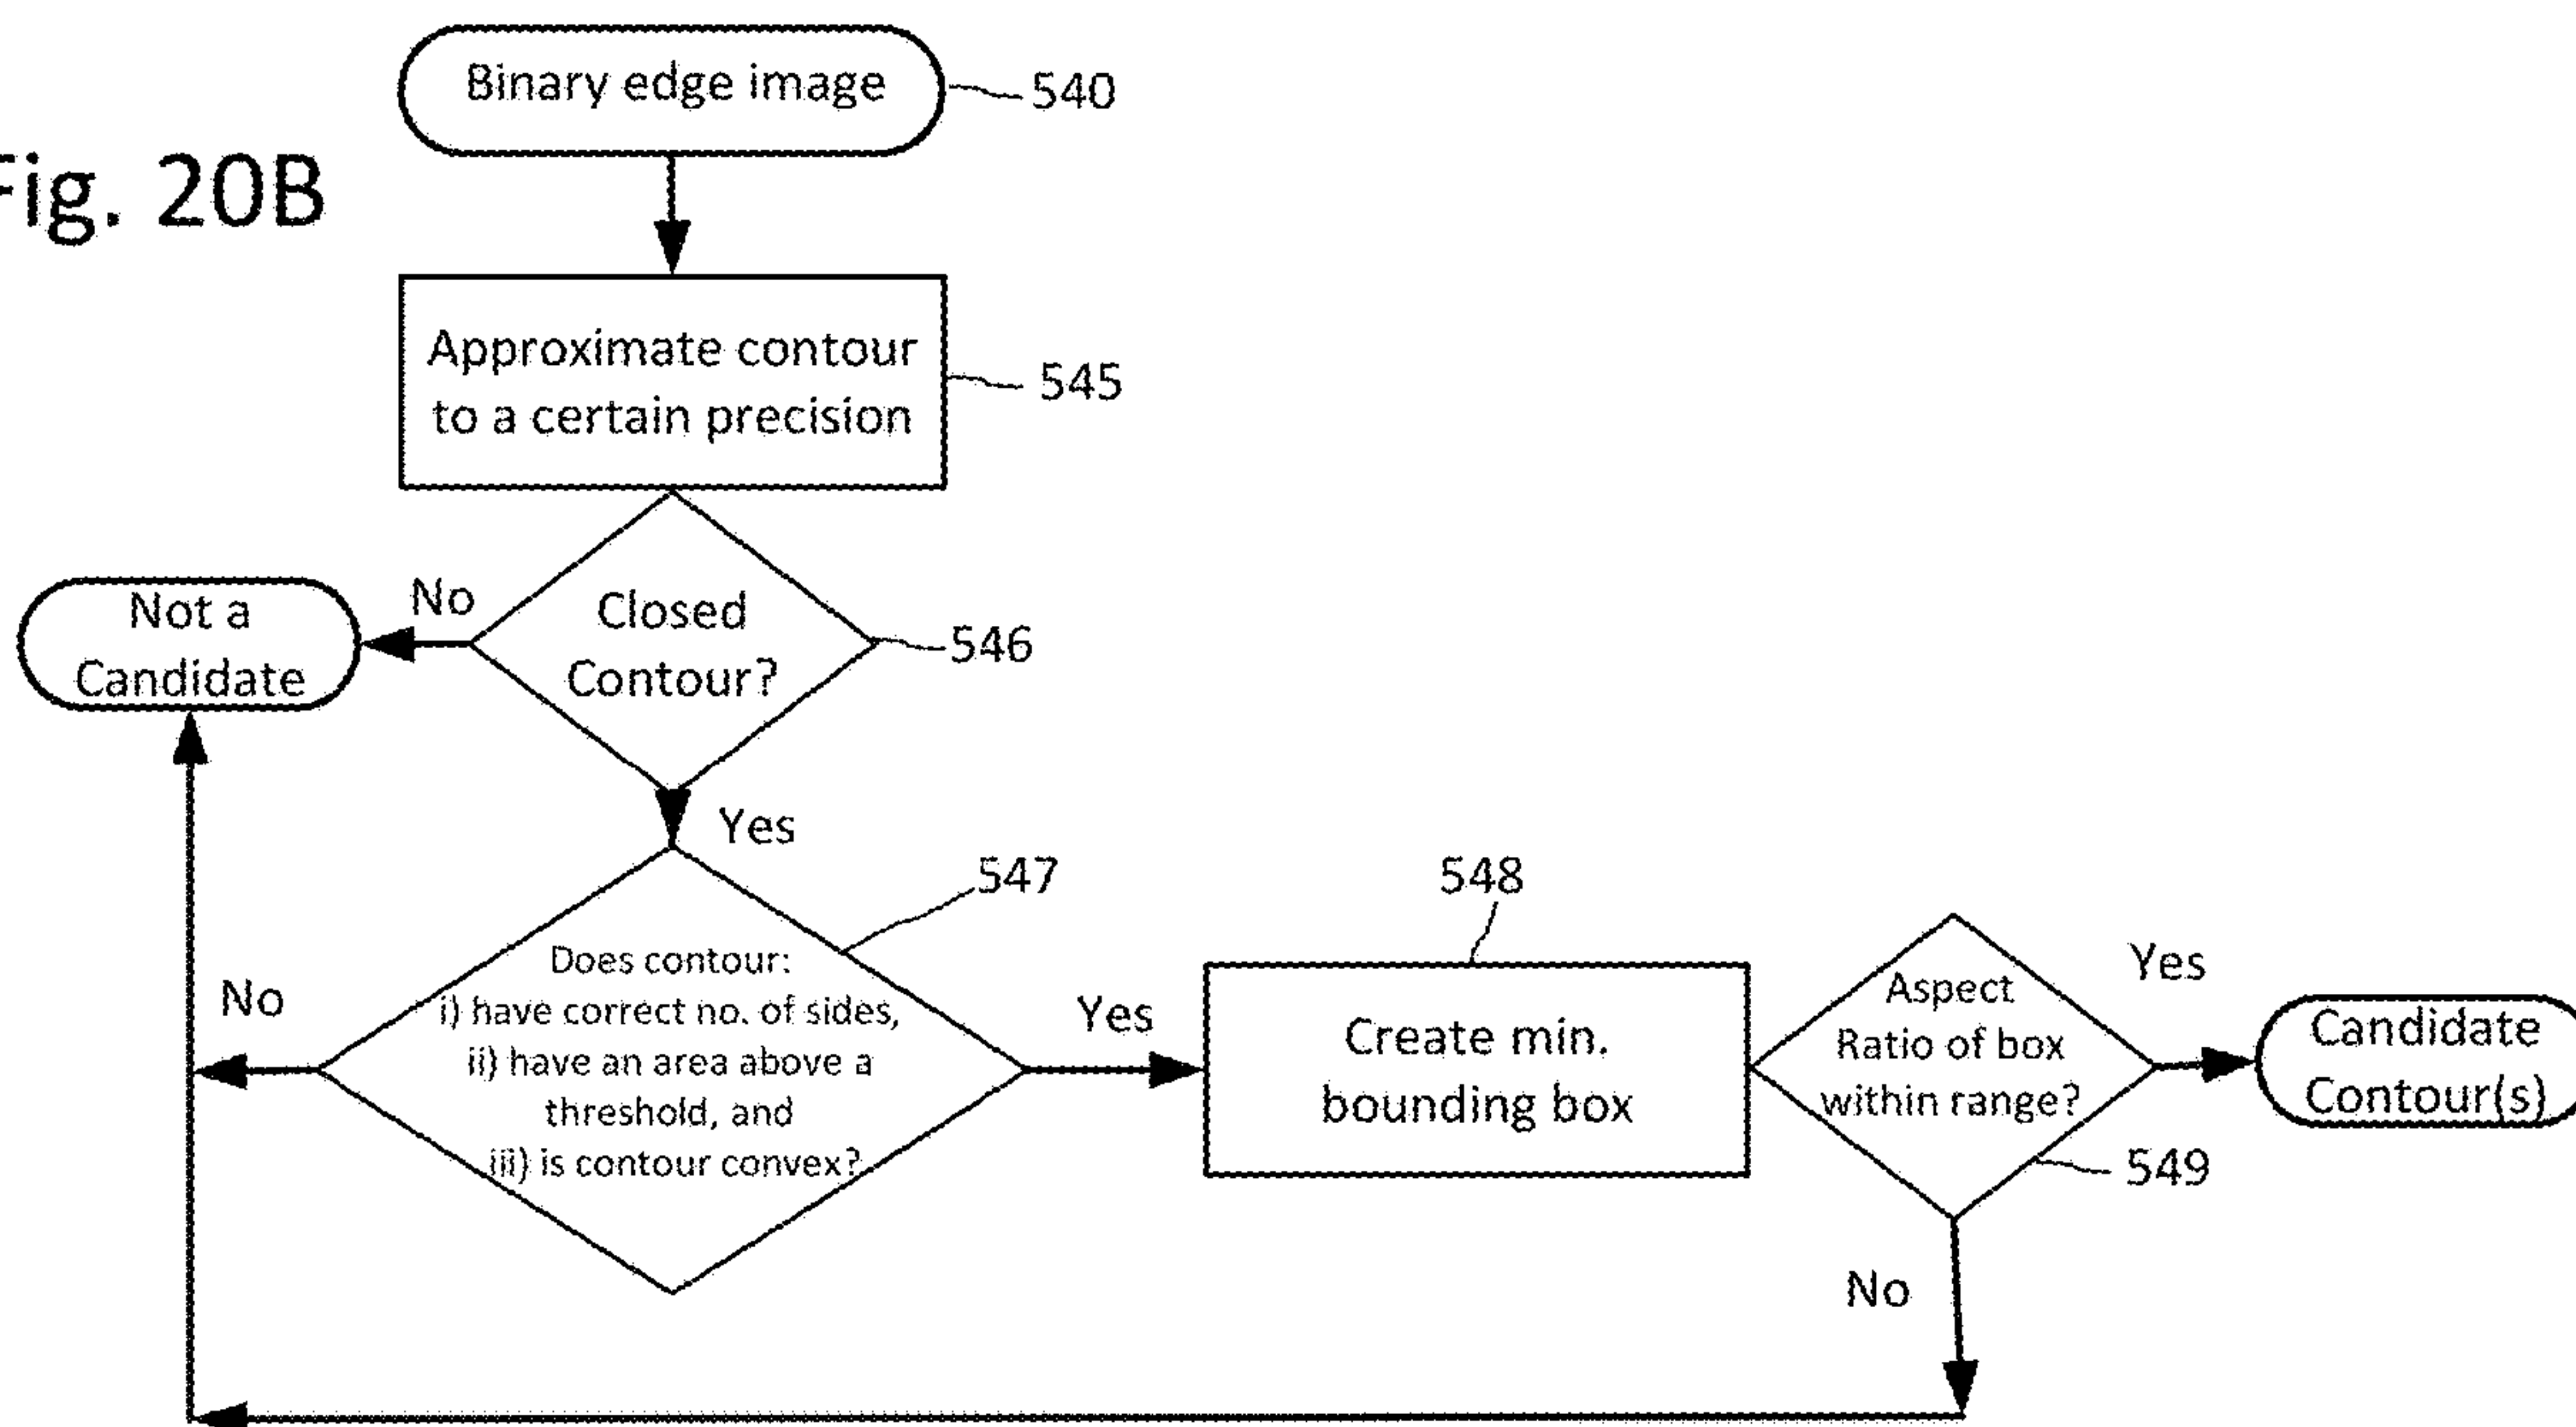 Binary edge image
540
Fig. 20B
Approximate contour
to a certain precision
545
Not a
Candidate
No
Closed
Contour?
546
Yes
547
Does contour:
i) have correct no. of sides,
ii) have an area above a
threshold, and
iii) is contour convex?
No
Yes
548
Create min.
bounding box
Aspect
Ratio of box
within range?
549
Yes
No
Candidate
Contour(s)